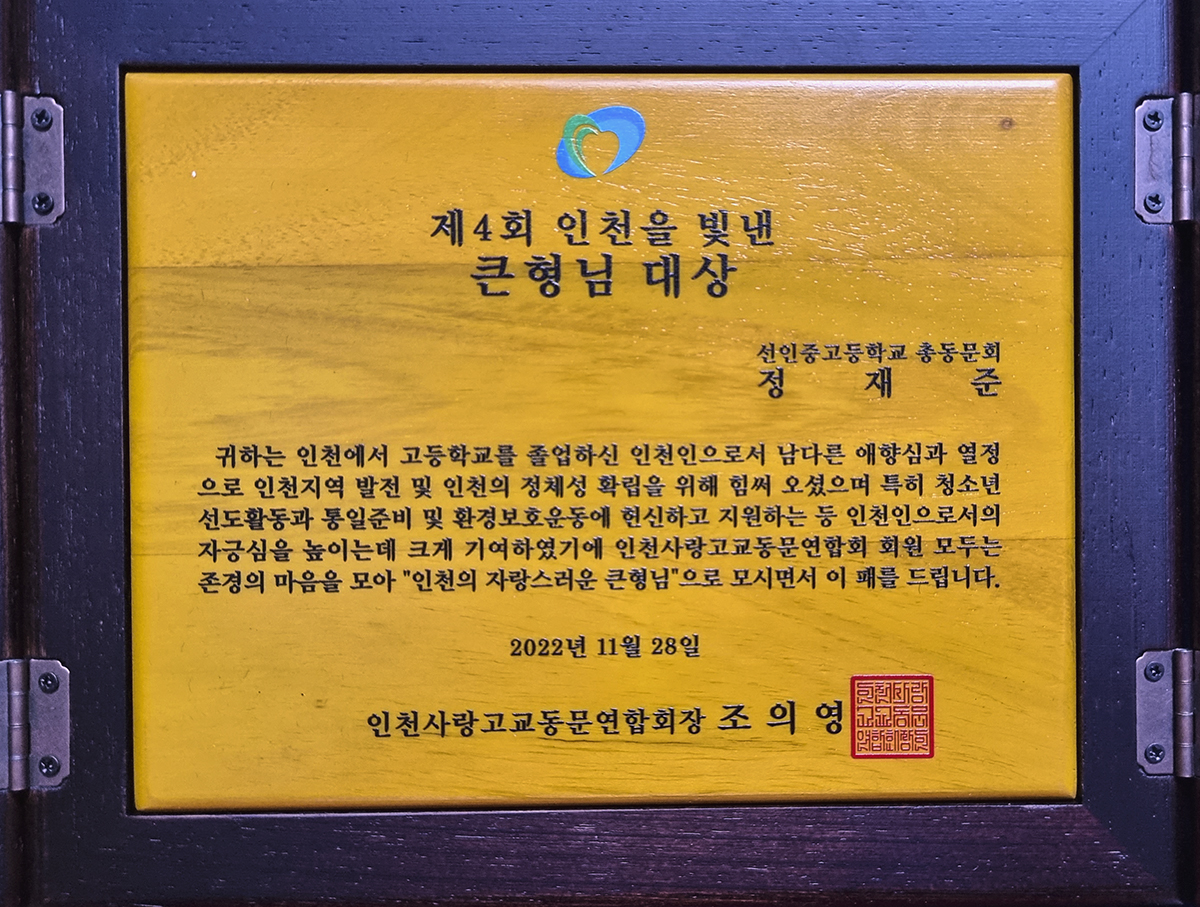 제4회 인천을 빛낸
큰형님 대상
선인중고등학교 총동문회
정 재 준
귀하는 인천에서 고등학교를 졸업하신 인천인으로서 남다른 애향심과 열정
으로 인천지역 발전 및 인천의 정체성 확립을 위해 힘써 오셨으며 특히 청소년
선도활동과 통일준비 및 환경보호운동에 헌신하고 지원하는 등 인천인으로서의
자긍심을 높이는데 크게 기여하였기에 인천사랑고교동문연합회 회원 모두는
존경의 마음을 모아 "인천의 자랑스러운 큰형님"으로 모시면서 이 패를 드립니다.
2022년 11월 28일
인천사랑고교동문연합회장 조 의 영